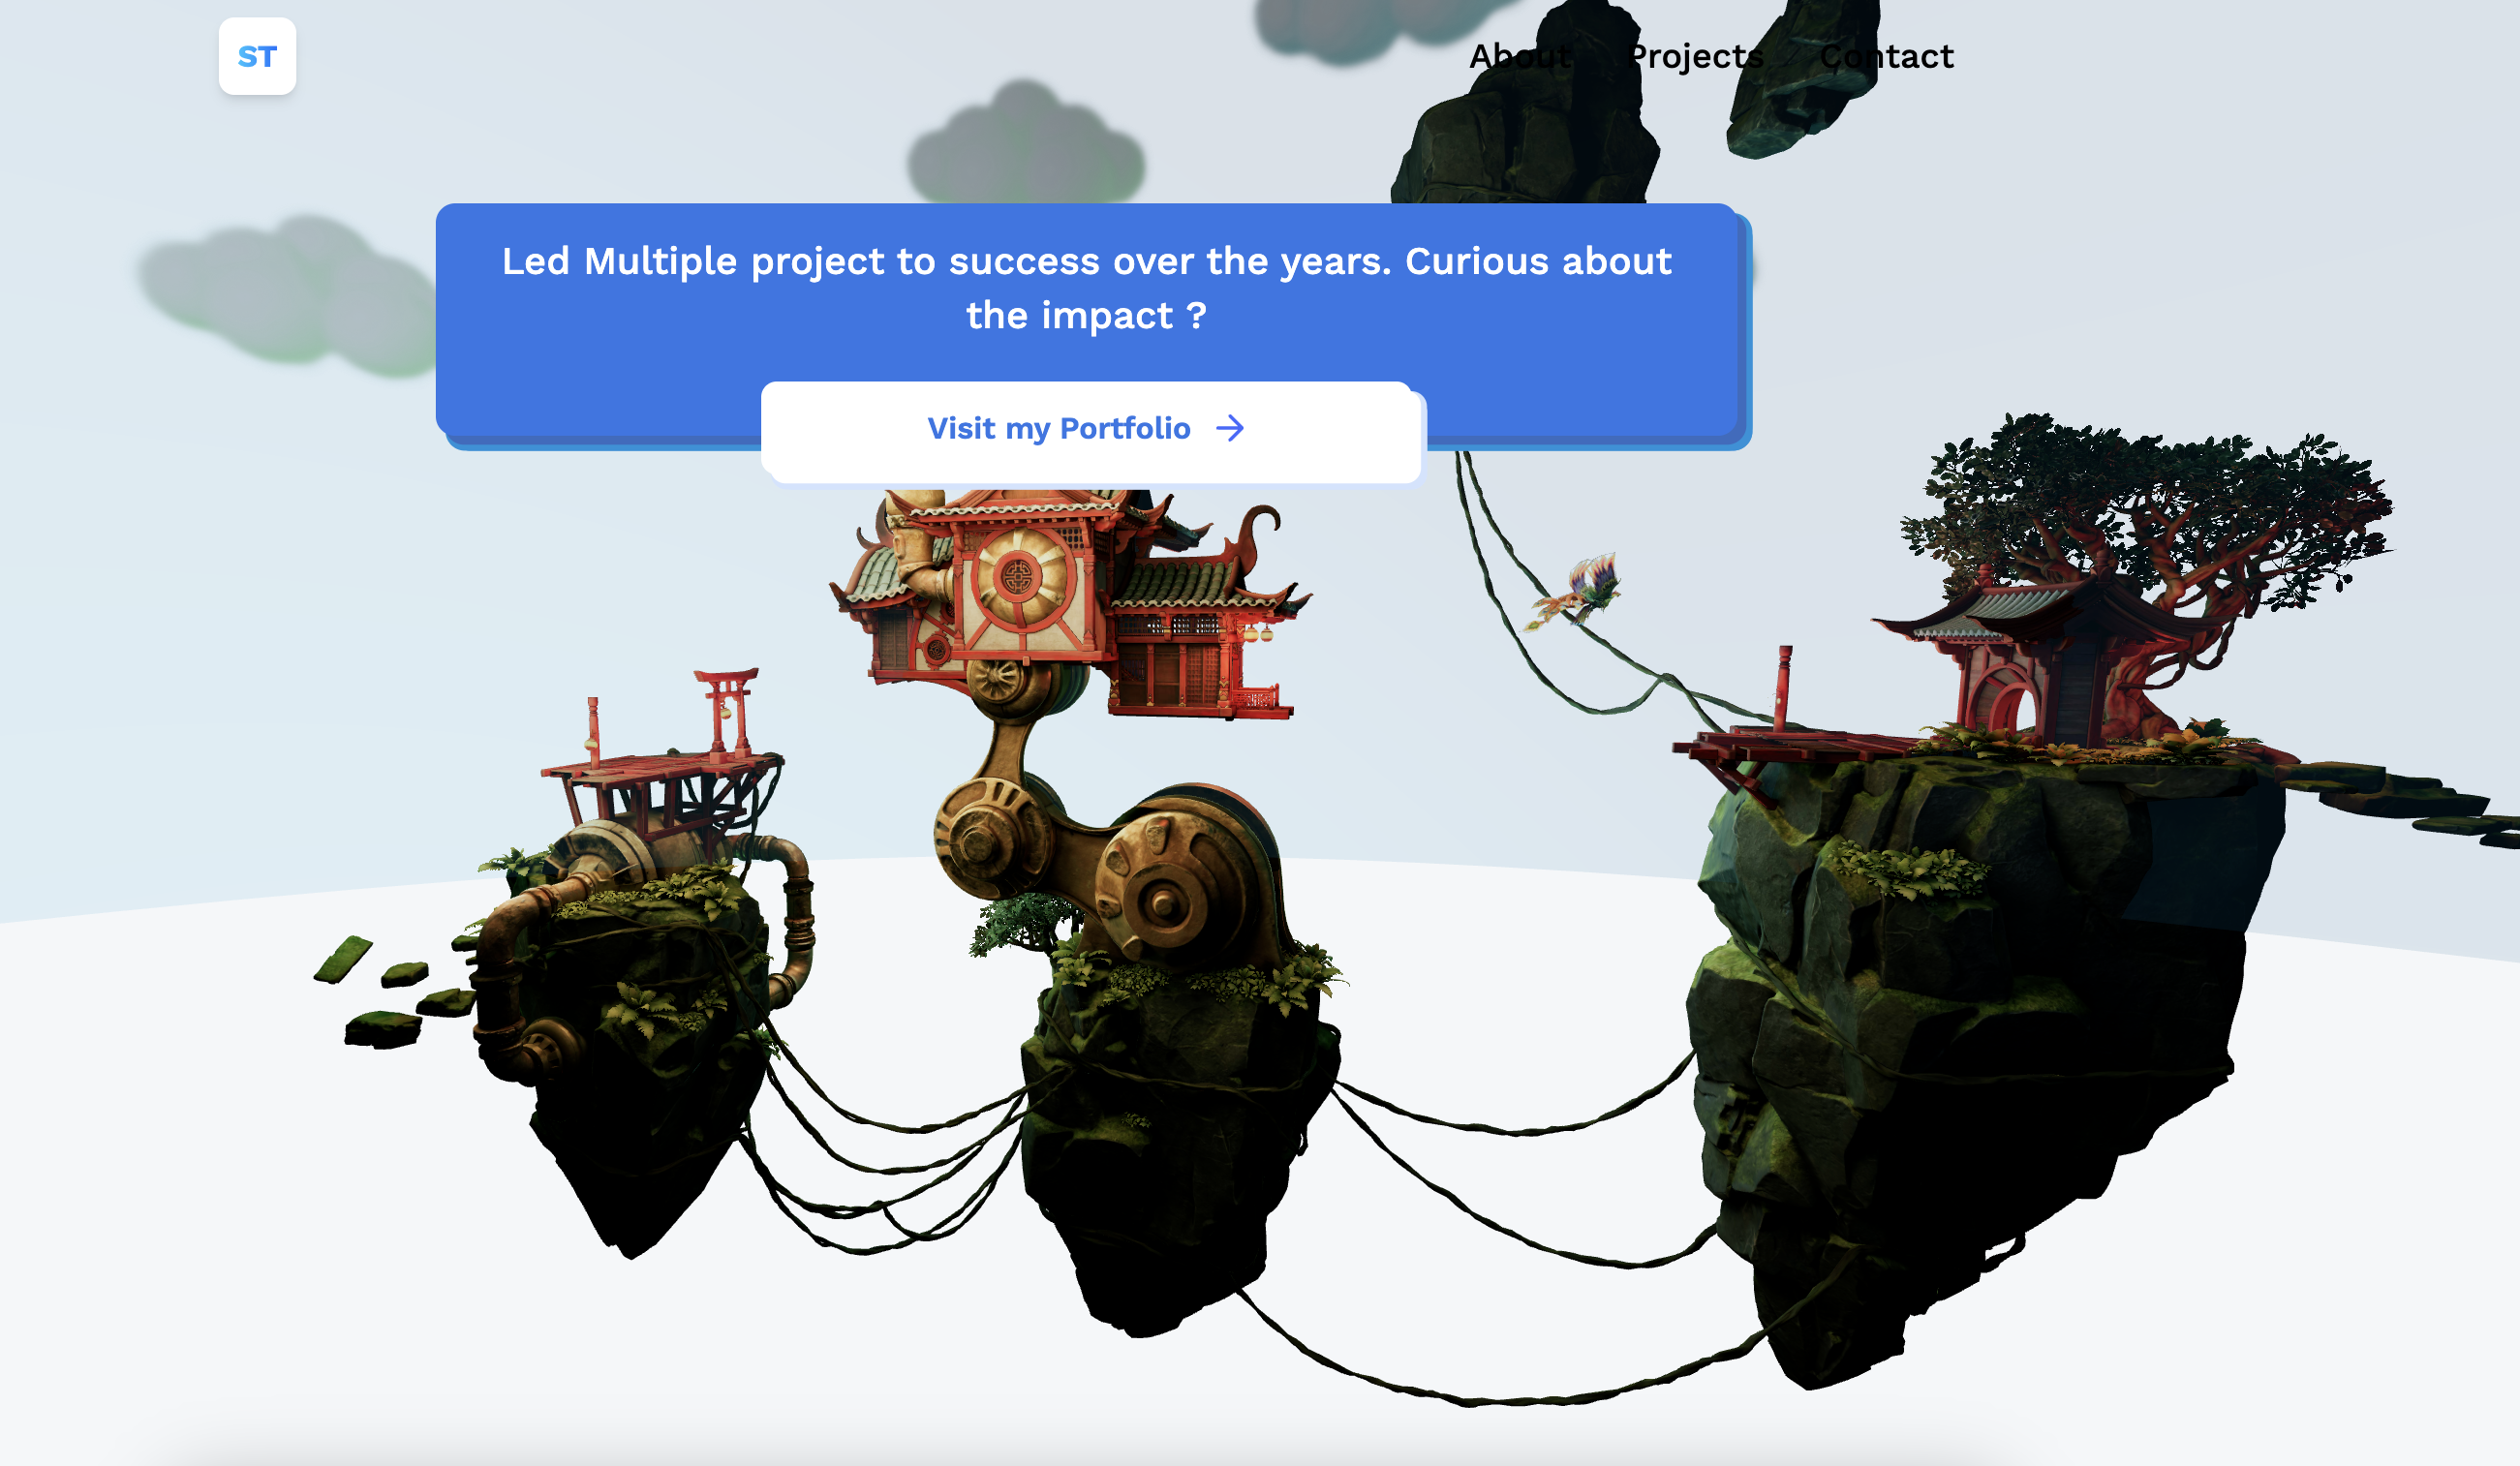 ST
About Projects Contact
Led Multiple project to success over the years. Curious about
the impact ?
Visit my Portfolio